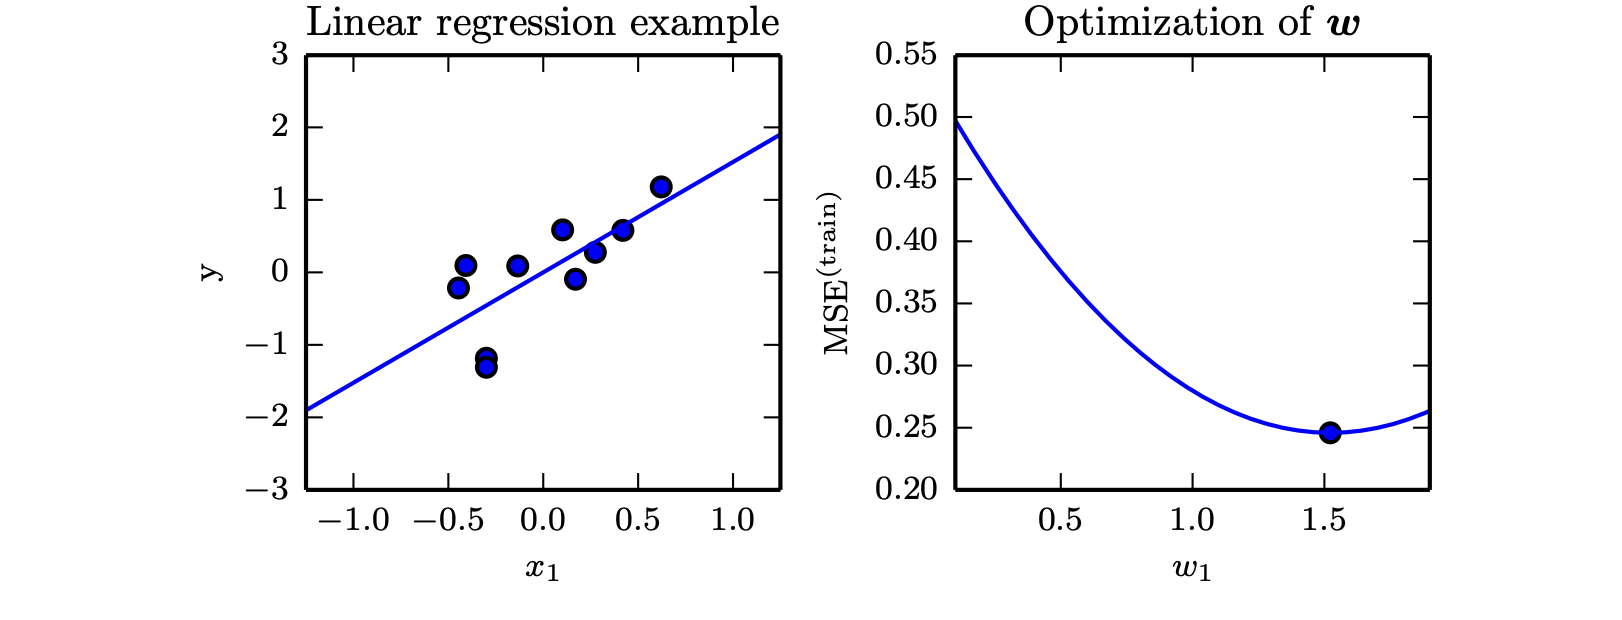 Linear regression example
3
2
1
0
−1
−2
−3
y
−1.0 −0.5 0.0 0.5 1.0
x₁
Optimization of w
0.55
0.50
0.45
0.40
0.35
0.30
0.25
0.20
MSE⁽ᵗʳᵃⁱⁿ⁾
0.5 1.0 1.5
w₁